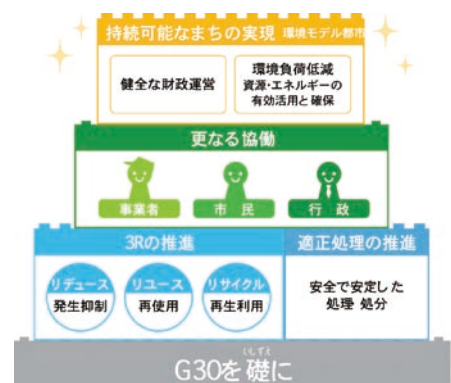 持続可能なまちの実現 環境モデル都市
健全な財政運営
環境負荷低減
資源・エネルギーの
有効活用と確保
更なる協働
事業者
市民
行政
3Rの推進
適正処理の推進
リデュース
発生抑制
リユース
再使用
リサイクル
再生利用
安全で安定した
処理 処分
いしずえ
G30を礎に